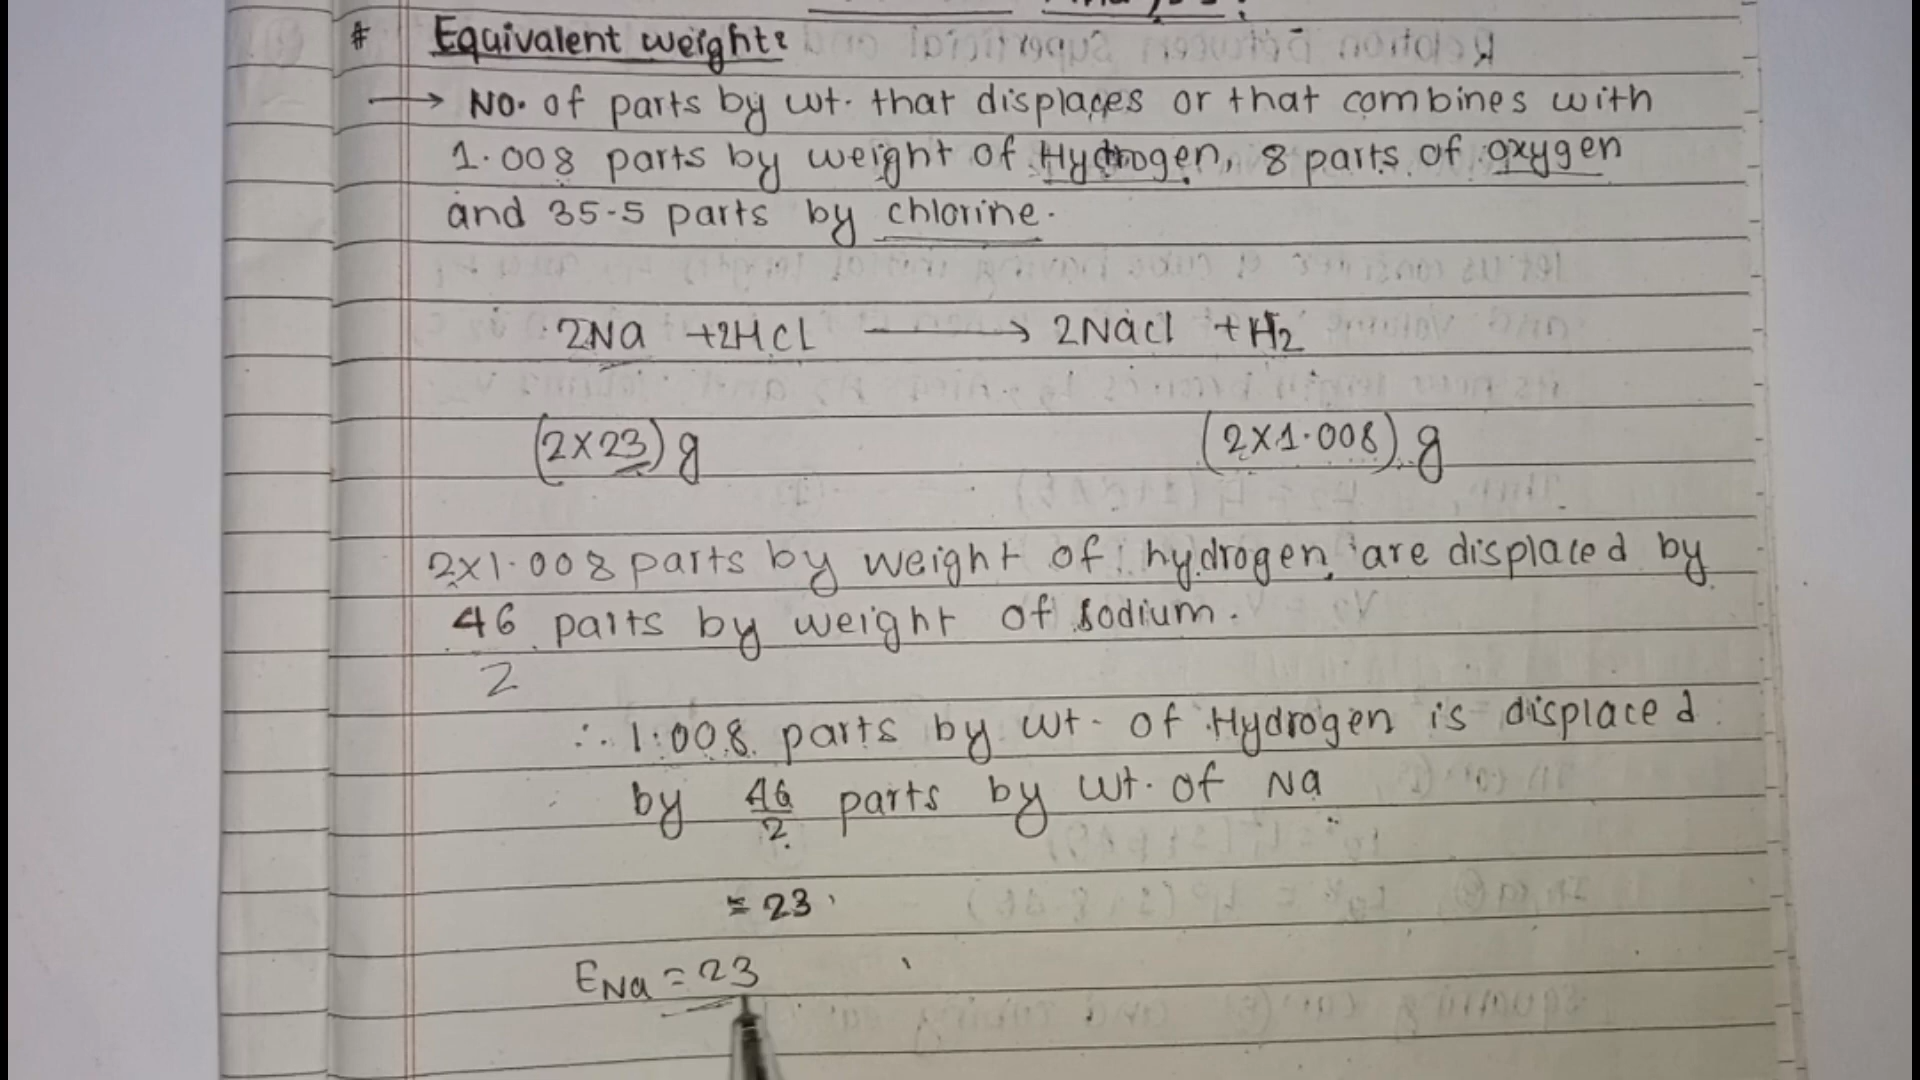 # Equivalent weight:
→ No. of parts by wt. that displaces or that combines with
1.008 parts by weight of Hydrogen, 8 parts of oxygen
and 35.5 parts by chlorine.
2Na +2HCl ⟶ 2NaCl + H₂
(2×23) g (2×1.008) g
2×1.008 parts by weight of hydrogen are displaced by
46 parts by weight of sodium.
2
∴ 1.008 parts by wt. of Hydrogen is displaced
by 46/2 parts by wt. of Na
= 23
E_Na = 23